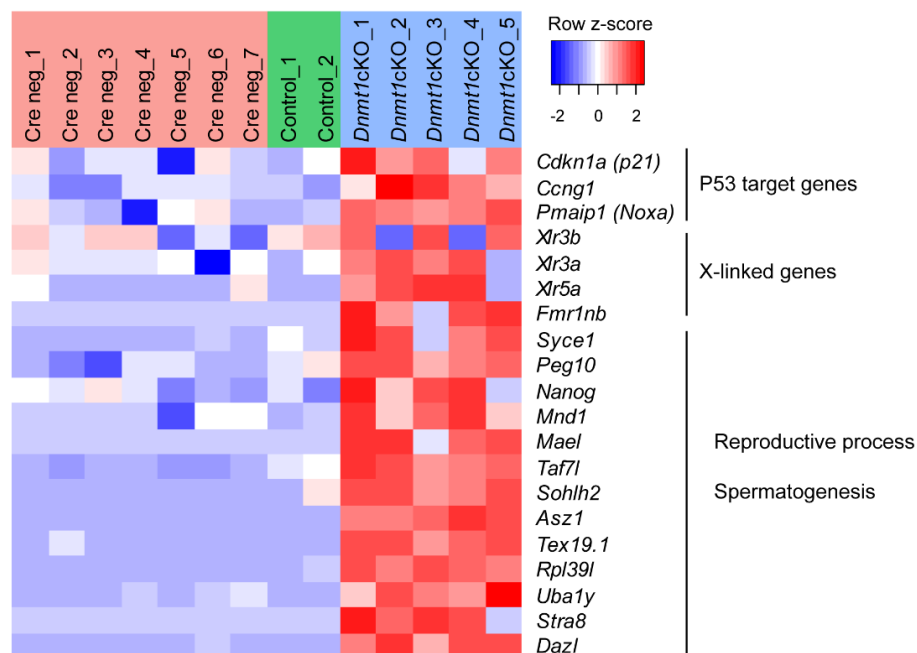 Cre neg_1
Cre neg_2
Cre neg_3
Cre neg_4
Cre neg_5
Cre neg_6
Cre neg_7
Control_1
Control_2
Dnmt1cKO_1
Dnmt1cKO_2
Dnmt1cKO_3
Dnmt1cKO_4
Dnmt1cKO_5
Row z-score
-2 0 2
Cdkn1a (p21)
Ccng1
Pmaip1 (Noxa)
P53 target genes
Xlr3b
Xlr3a
Xlr5a
Fmr1nb
X-linked genes
Syce1
Peg10
Nanog
Mnd1
Mael
Taf7l
Sohlh2
Asz1
Tex19.1
Rpl39l
Uba1y
Stra8
Dazl
Reproductive process
Spermatogenesis